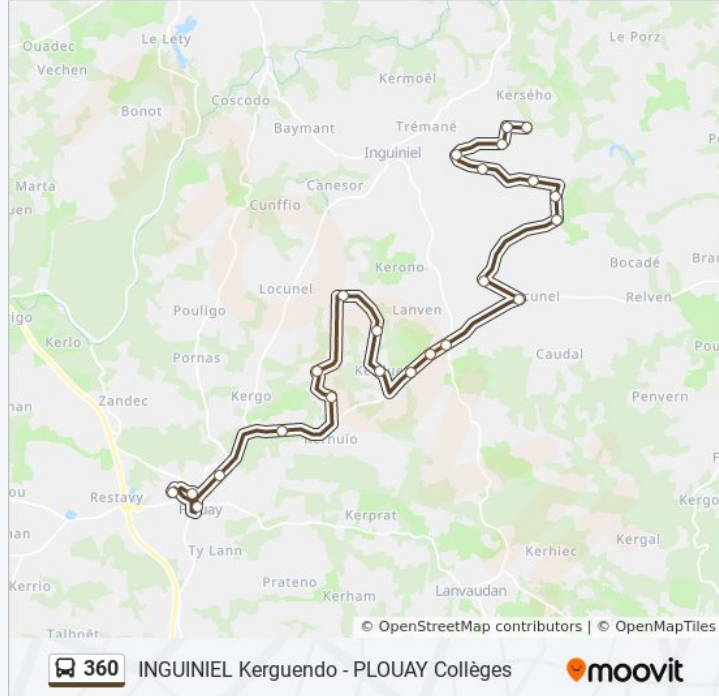 Ouadec
Le Léty
Le Porz
Vechen
Kermoël
Kerségho
Coscodo
Bonot
Baymant
Trémané
Inguiniel
Marta
Canesor
Cunffio
Kerono
Bocadé
Locunel
Relven
Pouligo
Lanven
Kerlo
Pornas
Caudal
Kergo
Penvern
Zandec
Kerhuio
Restavy
Plouay
Kerprat
Ty Lann
Kerhiec
Kergal
Prateno
Kerrio
Kerham
Lanvaudan
Talhoët
© OpenStreetMap contributors | © OpenMapTiles
360 INGUINIEL Kerguendo - PLOUAY Collèges moovit